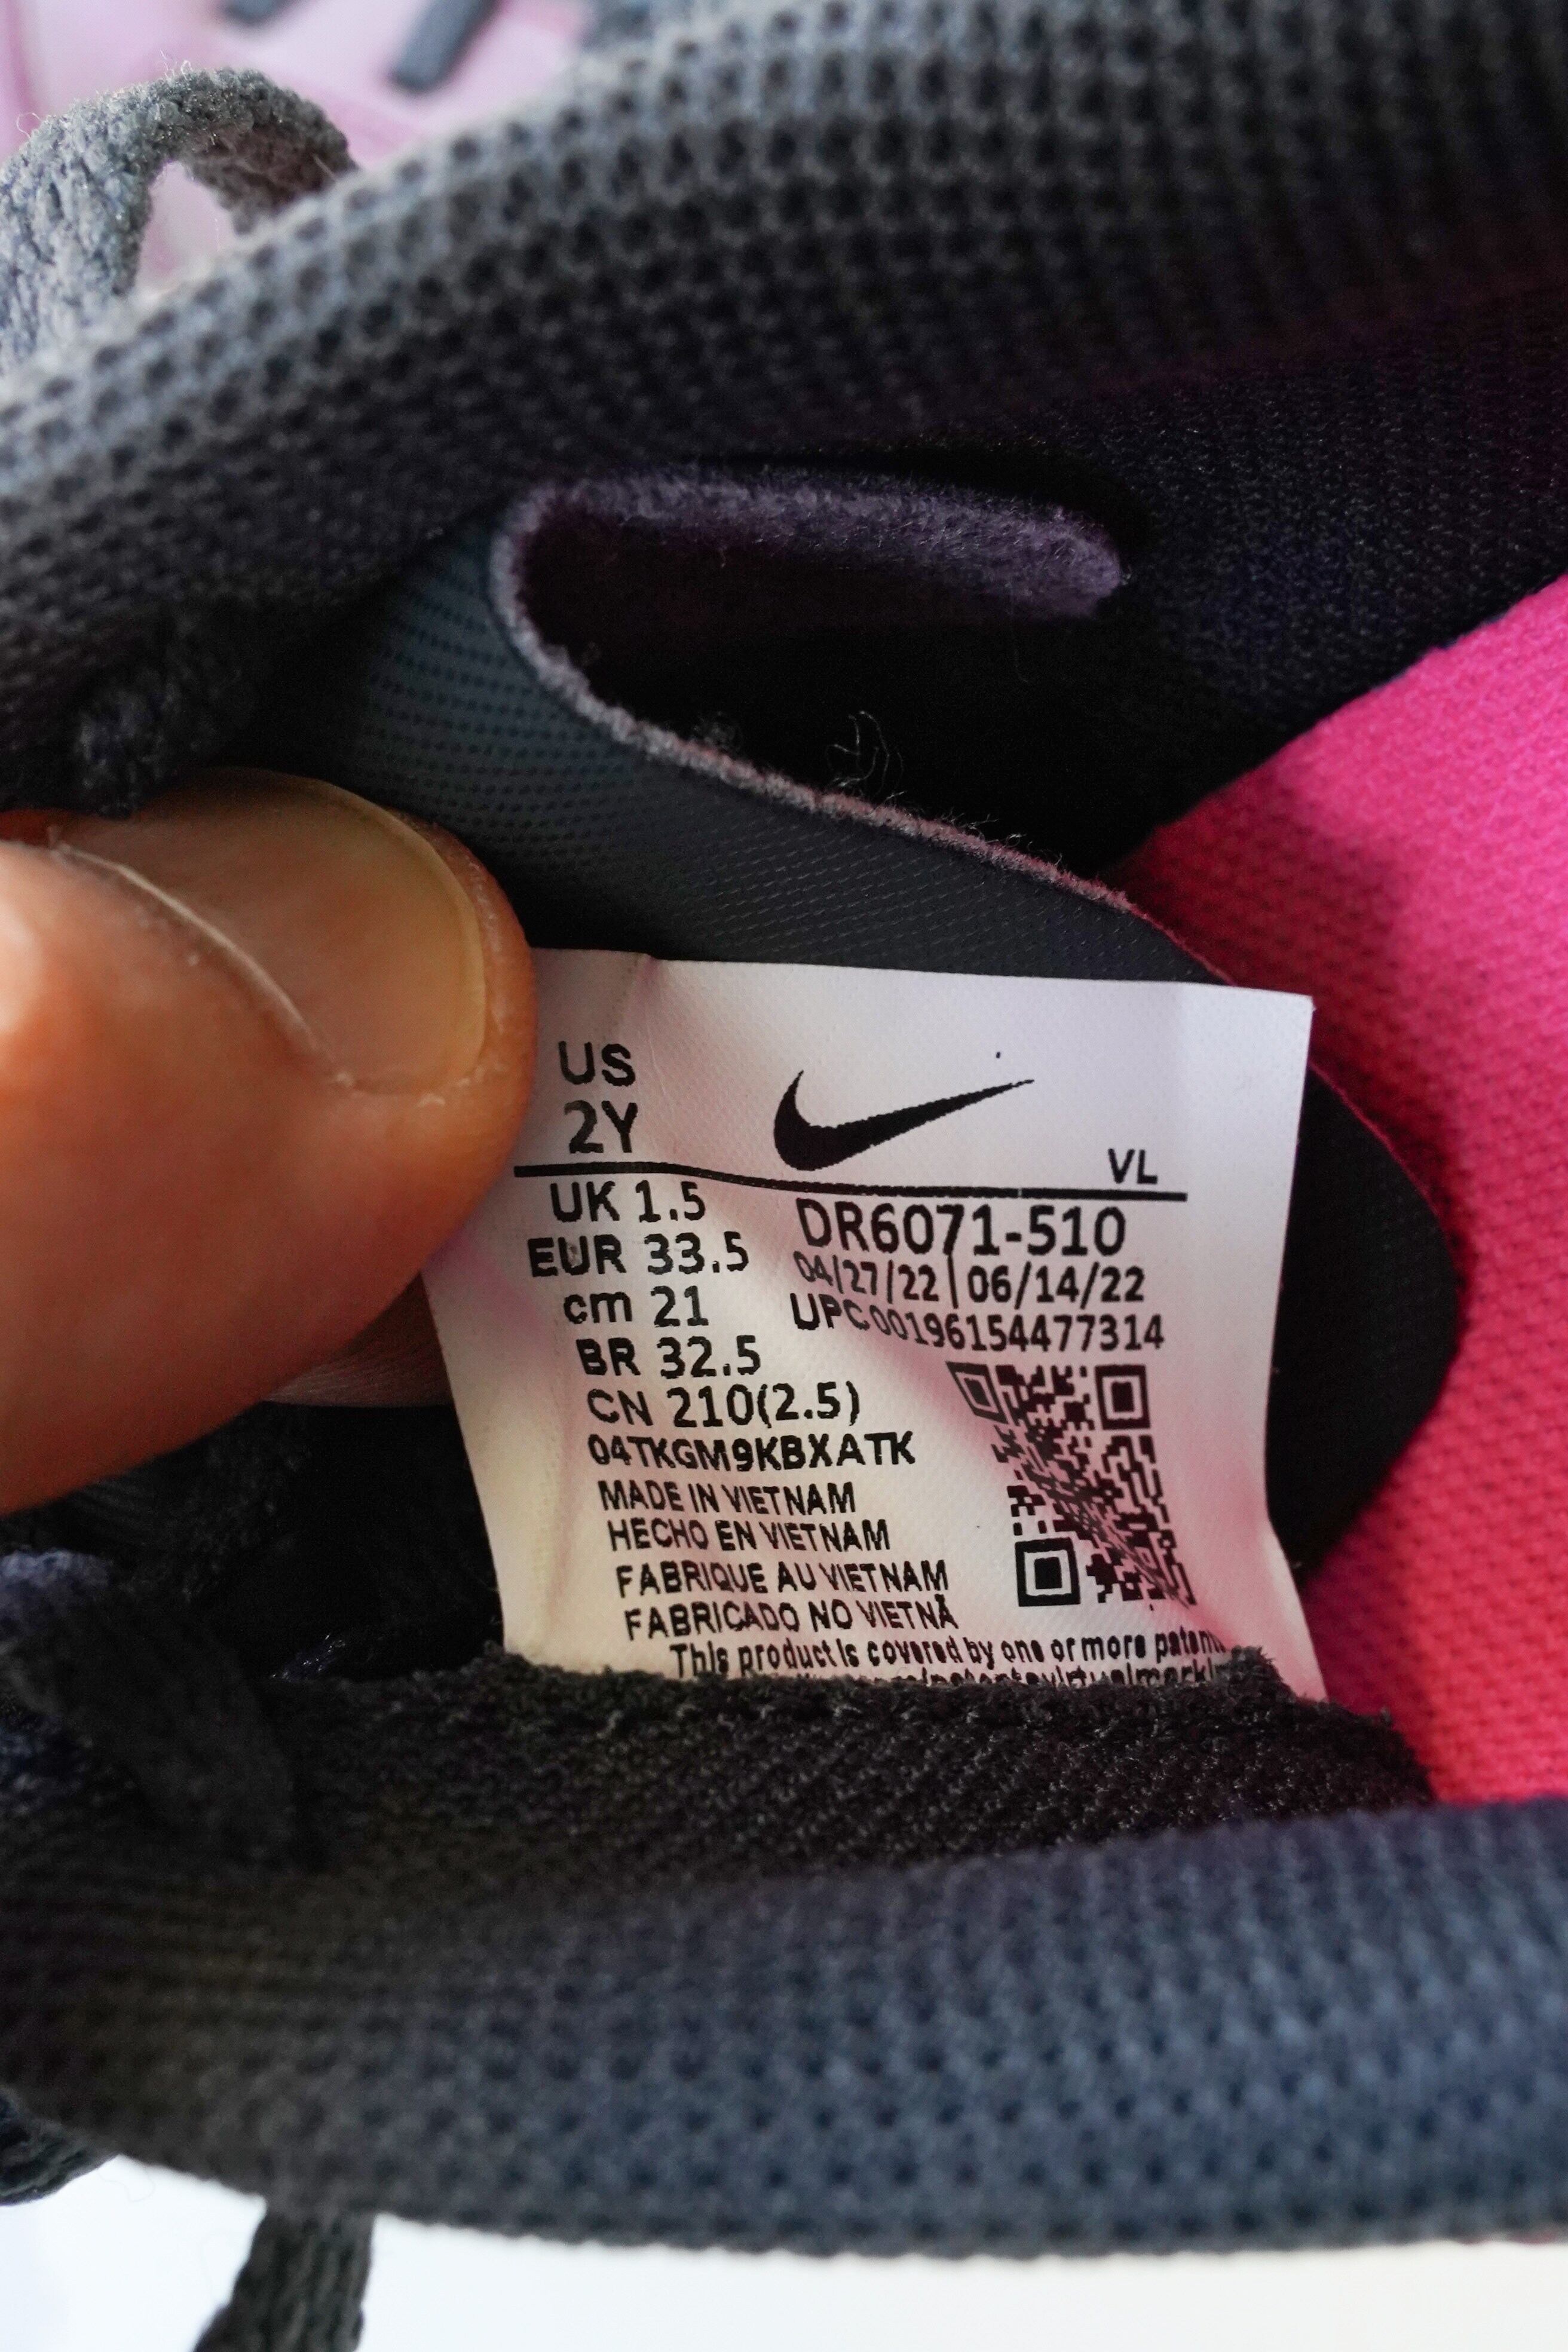 US
2Y
VL
UK 1.5
EUR 33.5
cm 21
BR 32.5
CN 210(2.5)
04TKGM9KBXATK
DR6071-510
04/27/22|06/14/22
UPC00196154477314
MADE IN VIETNAM
HECHO EN VIETNAM
FABRIQUE AU VIETNAM
FABRICADO NO VIETNÃ
This product is covered by one or more